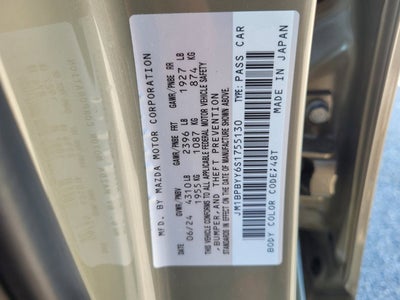 MFD. BY MAZDA MOTOR CORPORATION
GVWR/PNBV GAWR/PNBE FRT GAWR/PNBE RR
06/24 4310 LB 2396 LB 1927 LB
1955 KG 1087 KG 874 KG
THIS VEHICLE CONFORMS TO ALL APPLICABLE FEDERAL MOTOR VEHICLE SAFETY
, BUMPER, AND THEFT PREVENTION
STANDARDS IN EFFECT ON THE DATE OF MANUFACTURE SHOWN ABOVE.
JM1BPBYY6S1755130 TYPE: PASS CAR
MADE IN JAPAN
BODY COLOR CODE;48T